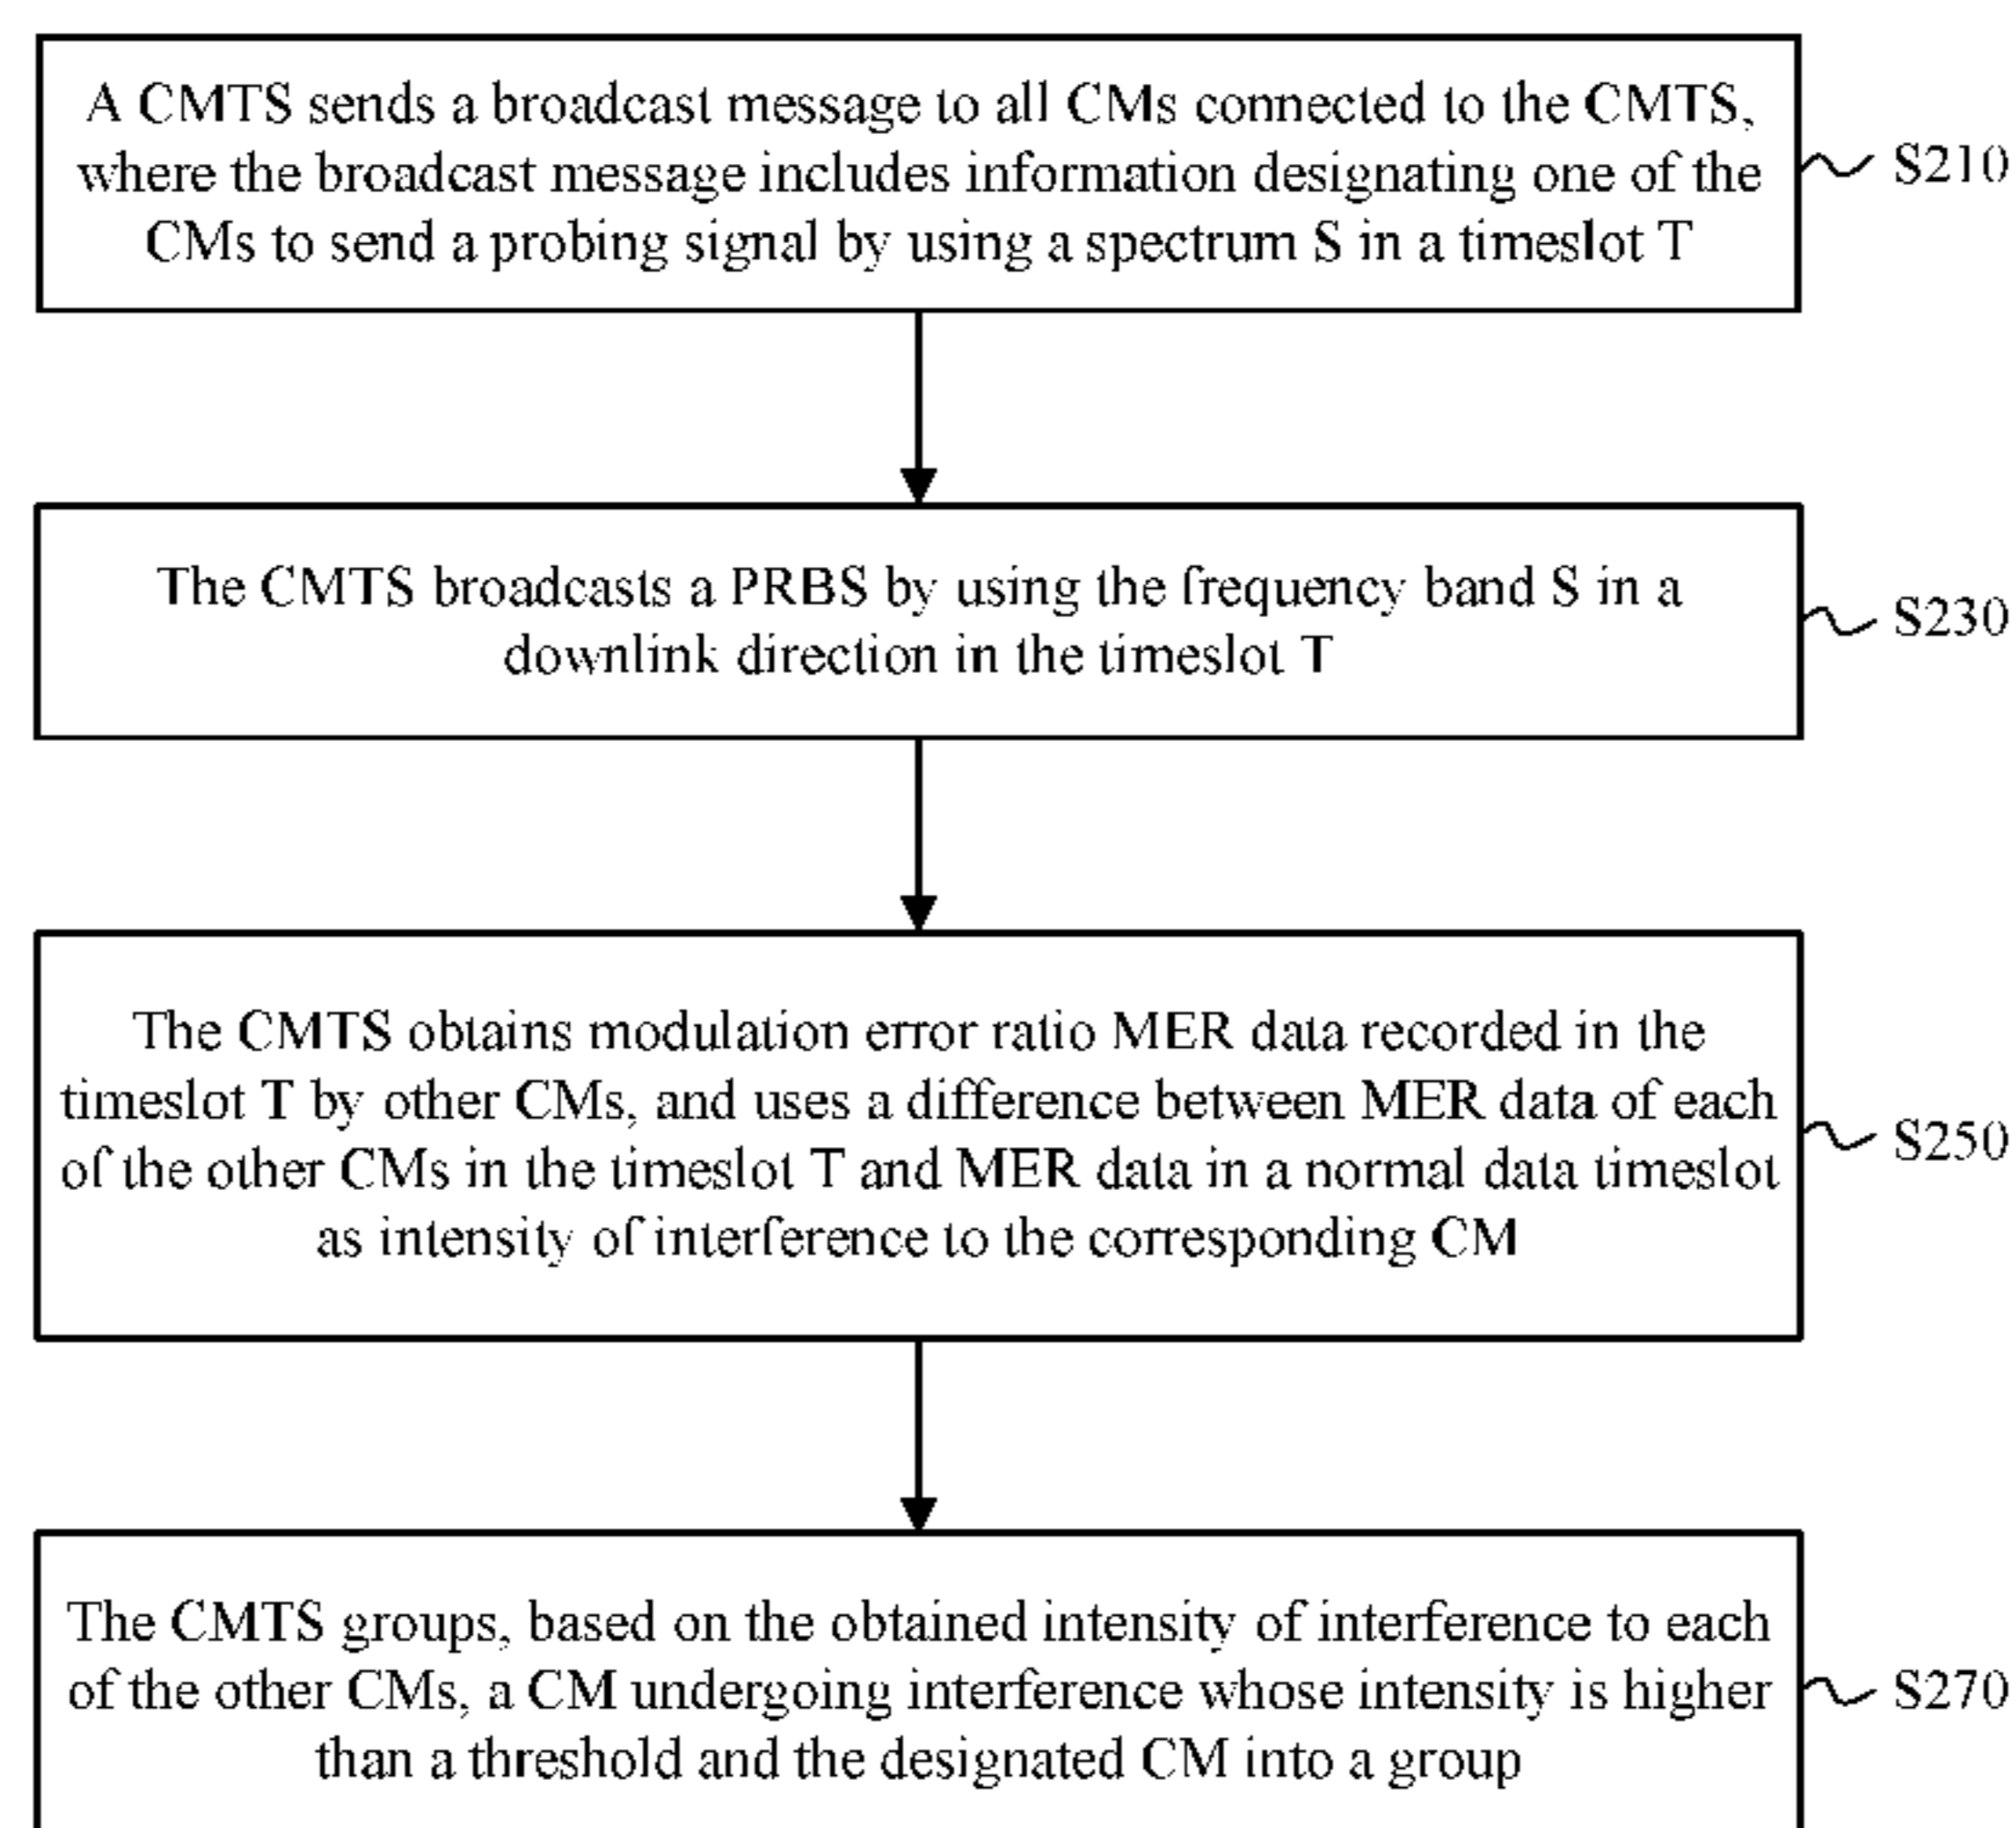 A CMTS sends a broadcast message to all CMs connected to the CMTS,
where the broadcast message includes information designating one of the
CMs to send a probing signal by using a spectrum S in a timeslot T
S210
The CMTS broadcasts a PRBS by using the frequency band S in a
downlink direction in the timeslot T
S230
The CMTS obtains modulation error ratio MER data recorded in the
timeslot T by other CMs, and uses a difference between MER data of each
of the other CMs in the timeslot T and MER data in a normal data timeslot
as intensity of interference to the corresponding CM
S250
The CMTS groups, based on the obtained intensity of interference to each
of the other CMs, a CM undergoing interference whose intensity is higher
than a threshold and the designated CM into a group
S270